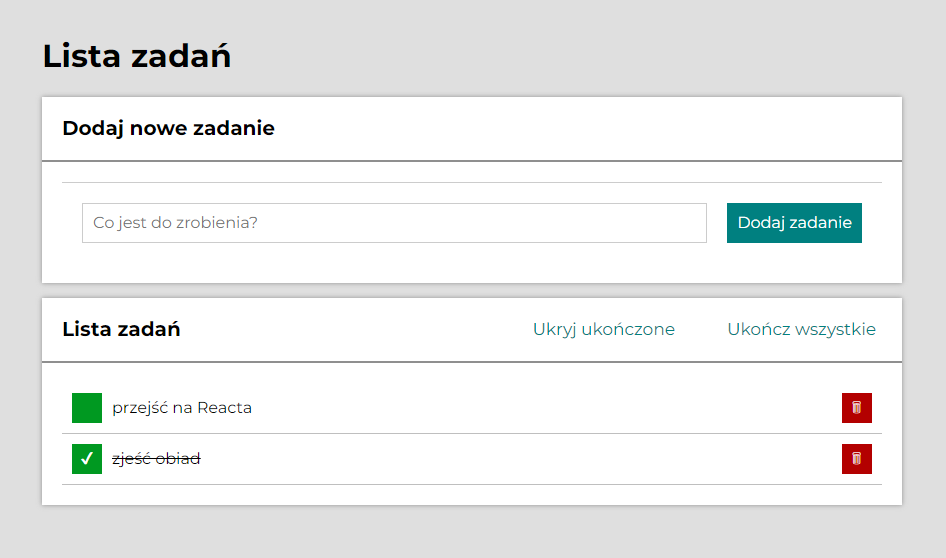 Lista zadań
Dodaj nowe zadanie
Co jest do zrobienia?
Dodaj zadanie
Lista zadań
Ukryj ukończone
Ukończ wszystkie
przejść na Reacta
zjeść obiad